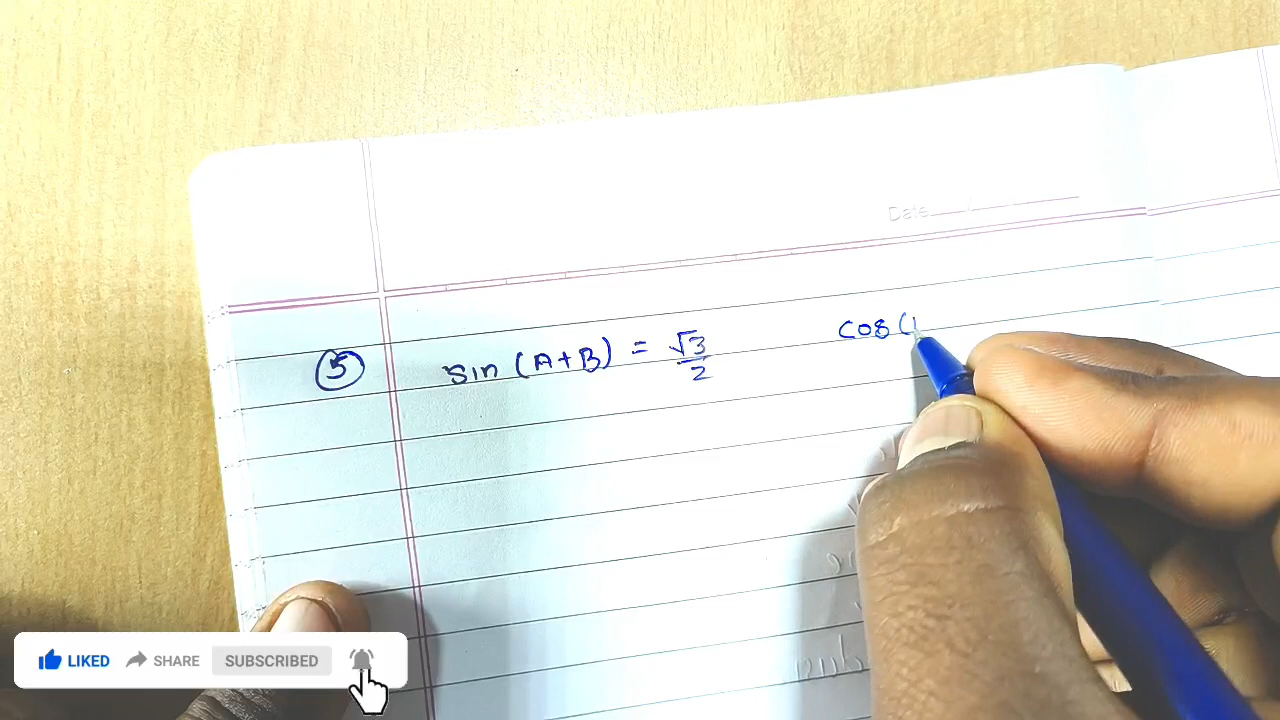 Date
⑤ sin (A+B) = √3/2 cos (
LIKED SHARE SUBSCRIBED